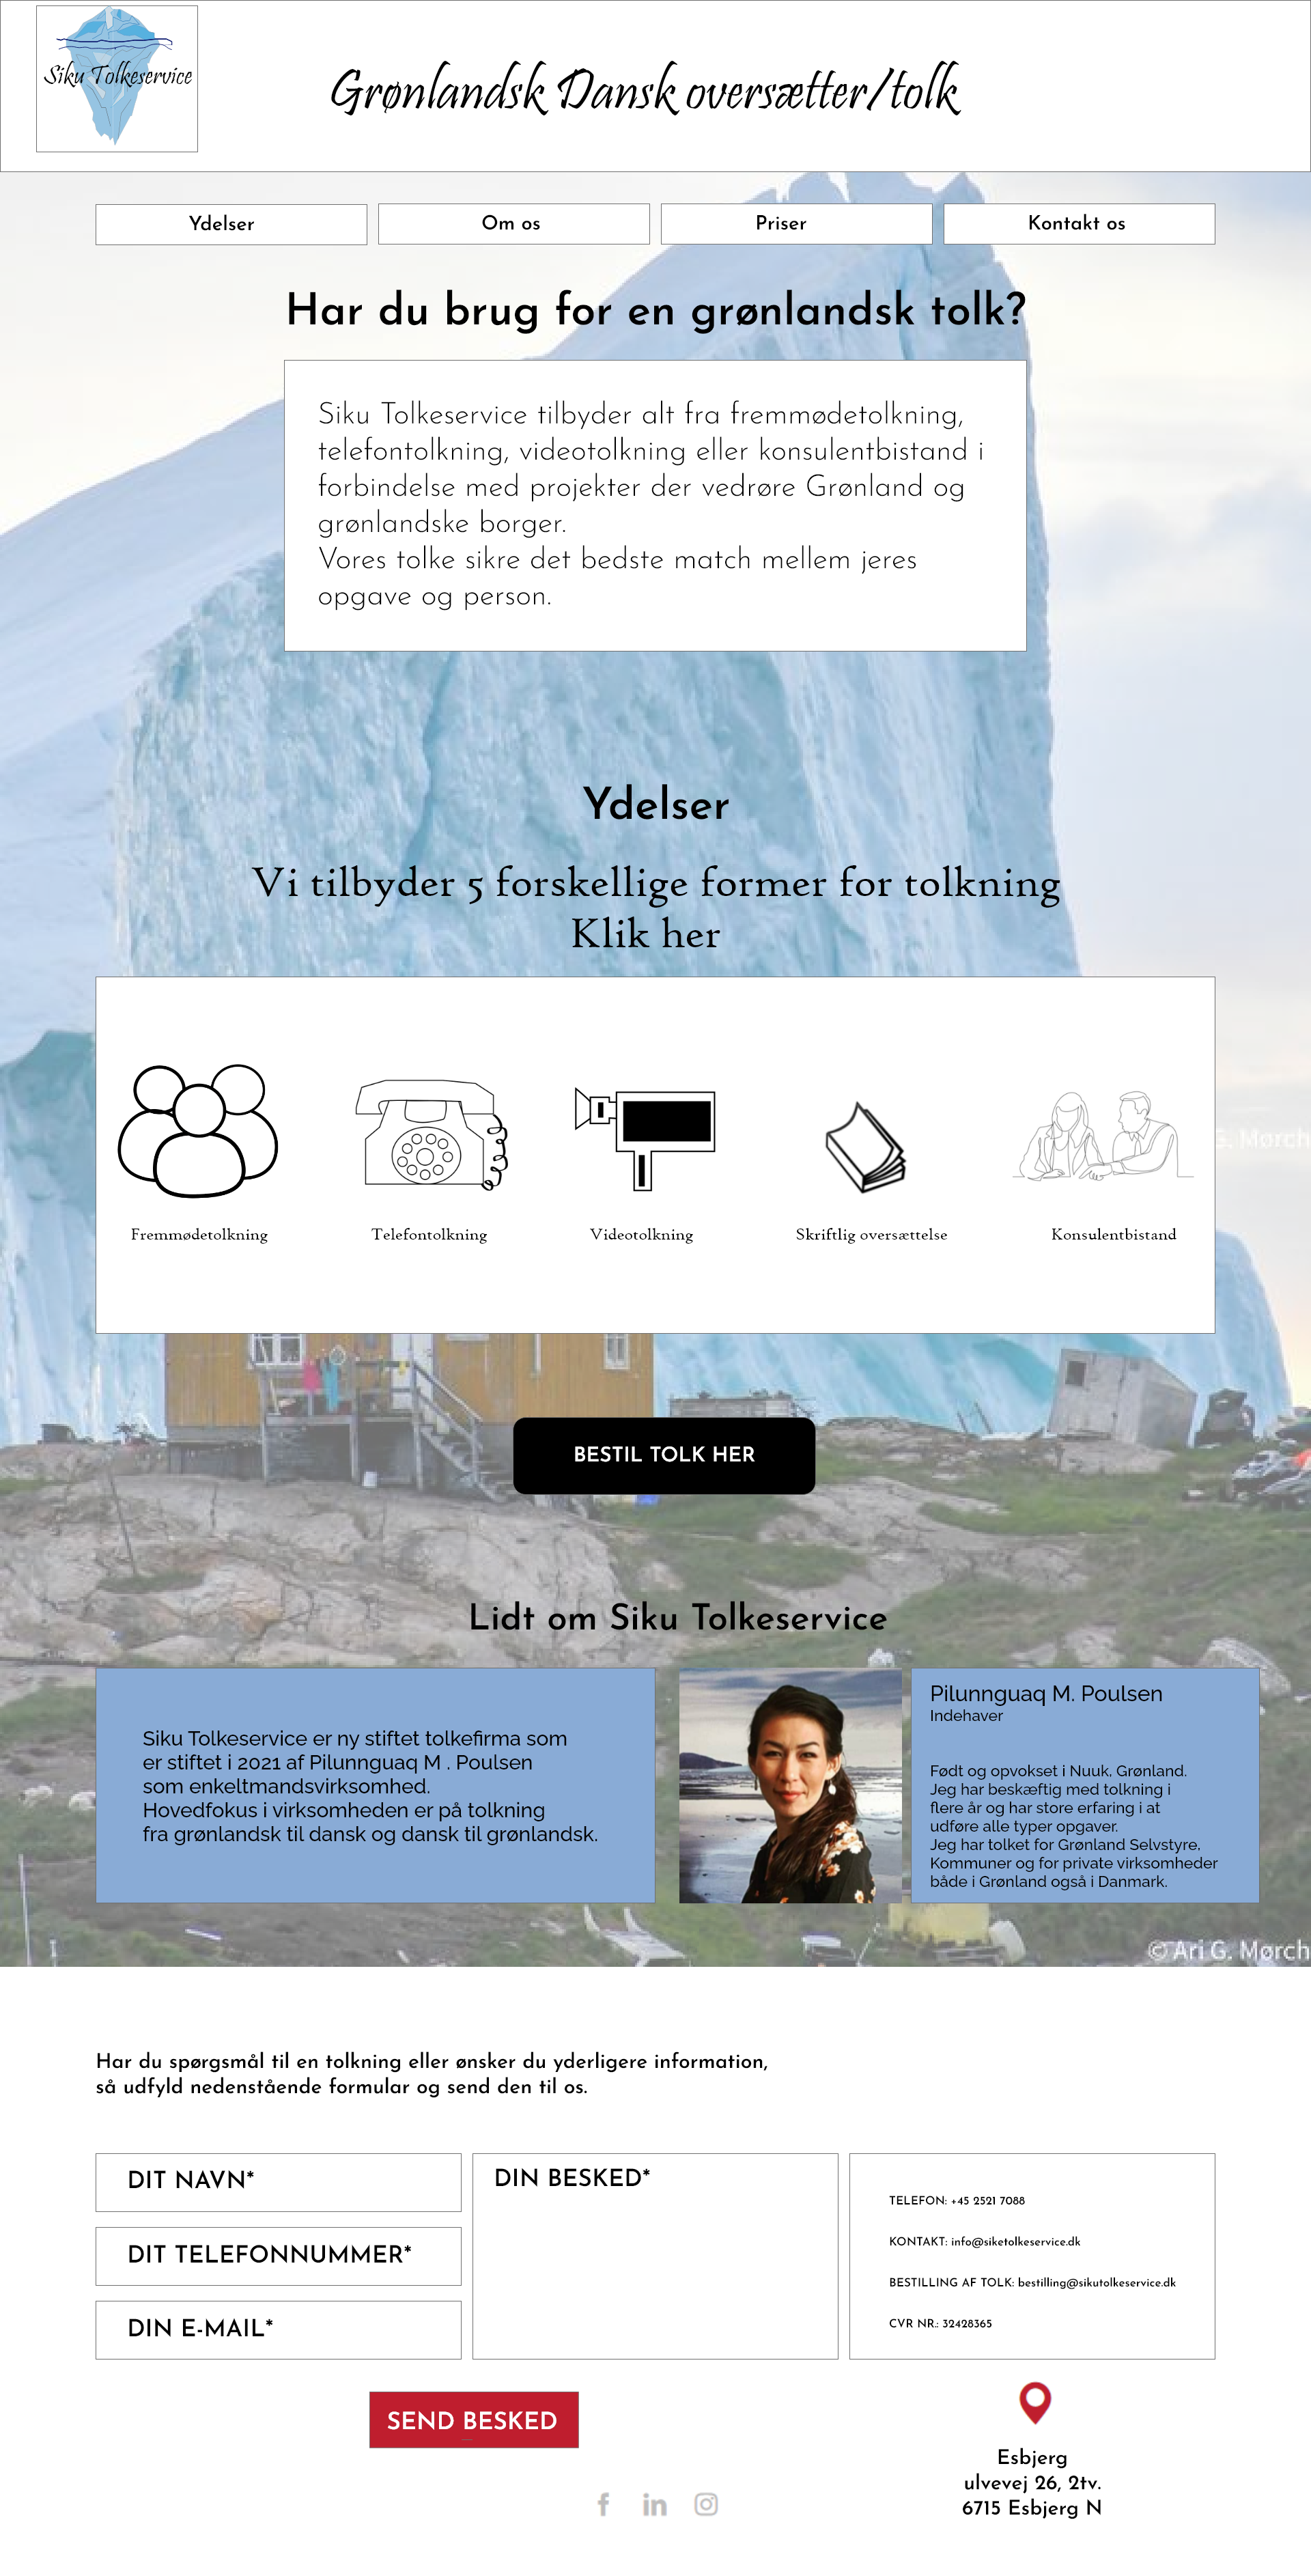 Siku Tolkeservice
Grønlandsk Dansk oversætter/tolk
Ydelser
Om os
Priser
Kontakt os
Har du brug for en grønlandsk tolk?
Siku Tolkeservice tilbyder alt fra fremmødetolkning,
telefontolkning, videotolkning eller konsulentbistand i
forbindelse med projekter der vedrøre Grønland og
grønlandske borger.
Vores tolke sikre det bedste match mellem jeres
opgave og person.
Ydelser
Vi tilbyder 5 forskellige former for tolkning
Klik her
G. Mørch
Fremmødetolkning
Telefontolkning
Videotolkning
Skriftlig oversættelse
Konsulentbistand
BESTIL TOLK HER
Lidt om Siku Tolkeservice
Siku Tolkeservice er ny stiftet tolkefirma som
er stiftet i 2021 af Pilunnguaq M . Poulsen
som enkeltmandsvirksomhed.
Hovedfokus i virksomheden er på tolkning
fra grønlandsk til dansk og dansk til grønlandsk.
Pilunnguaq M. Poulsen
Indehaver
Født og opvokset i Nuuk, Grønland.
Jeg har beskæftig med tolkning i
flere år og har store erfaring i at
udføre alle typer opgaver.
Jeg har tolket for Grønland Selvstyre,
Kommuner og for private virksomheder
både i Grønland også i Danmark.
© Ari G. Mørch
Har du spørgsmål til en tolkning eller ønsker du yderligere information,
så udfyld nedenstående formular og send den til os.
DIT NAVN*
DIT TELEFONNUMMER*
DIN E-MAIL*
DIN BESKED*
TELEFON: +45 2521 7088
KONTAKT: info@siketolkeservice.dk
BESTILLING AF TOLK: bestilling@sikutolkeservice.dk
CVR NR.: 32428365
SEND BESKED
Esbjerg
ulvevej 26, 2tv.
6715 Esbjerg N
f
in